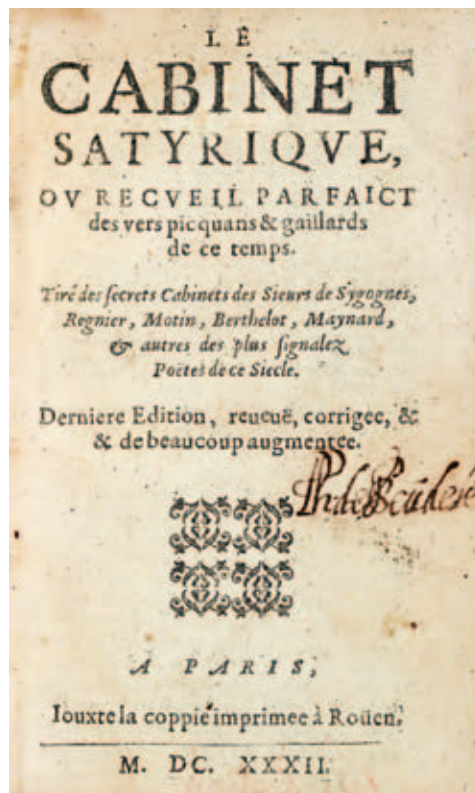 LE
CABINET
SATYRIQVE,
OV RECVEIL PARFAICT
des vers picquans & gaillards
de ce temps.
Tiré des secrets Cabinets des Sieurs de Sygognes,
Regnier, Motin, Berthelot, Maynard,
& autres des plus signalez
Poëtes de ce Siecle.
Derniere Edition, reueuë, corrigee, &
& de beaucoup augmentee.
A PARIS,
Iouxte la coppie imprimee à Roüen.
M. DC. XXXII.